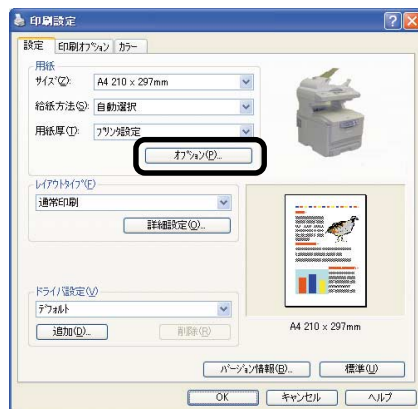 印刷設定
設定 印刷オプション カラー
用紙
サイズ(Z): A4 210 x 297mm
給紙方法(S): 自動選択
用紙厚(T): プリンタ設定
オプション(P)...
レイアウトタイプ(F)
通常印刷
詳細設定(O)...
ドライバ設定(V)
デフォルト
追加(D)... 削除(R)
A4 210 x 297mm
バージョン情報(B)... 標準(U)
OK キャンセル ヘルプ